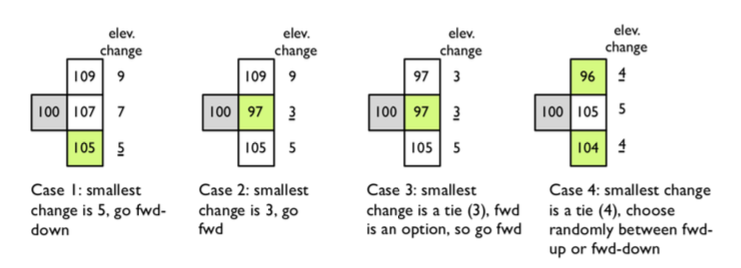 elev.
change
109 9
100 107 7
105 5
Case 1: smallest
change is 5, go fwd-
down
elev.
change
109 9
100 97 3
105 5
Case 2: smallest
change is 3, go
fwd
elev.
change
97 3
100 97 3
105 5
Case 3: smallest
change is a tie (3), fwd
is an option, so go fwd
elev.
change
96 4
100 105 5
104 4
Case 4: smallest change
is a tie (4), choose
randomly between fwd-
up or fwd-down